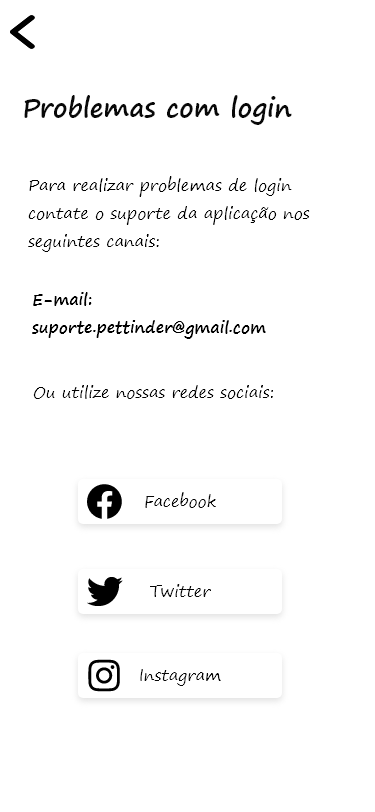 Problemas com login
Para realizar problemas de login
contate o suporte da aplicação nos
seguintes canais:
E-mail:
suporte.pettinder@gmail.com
Ou utilize nossas redes sociais:
Facebook
Twitter
Instagram